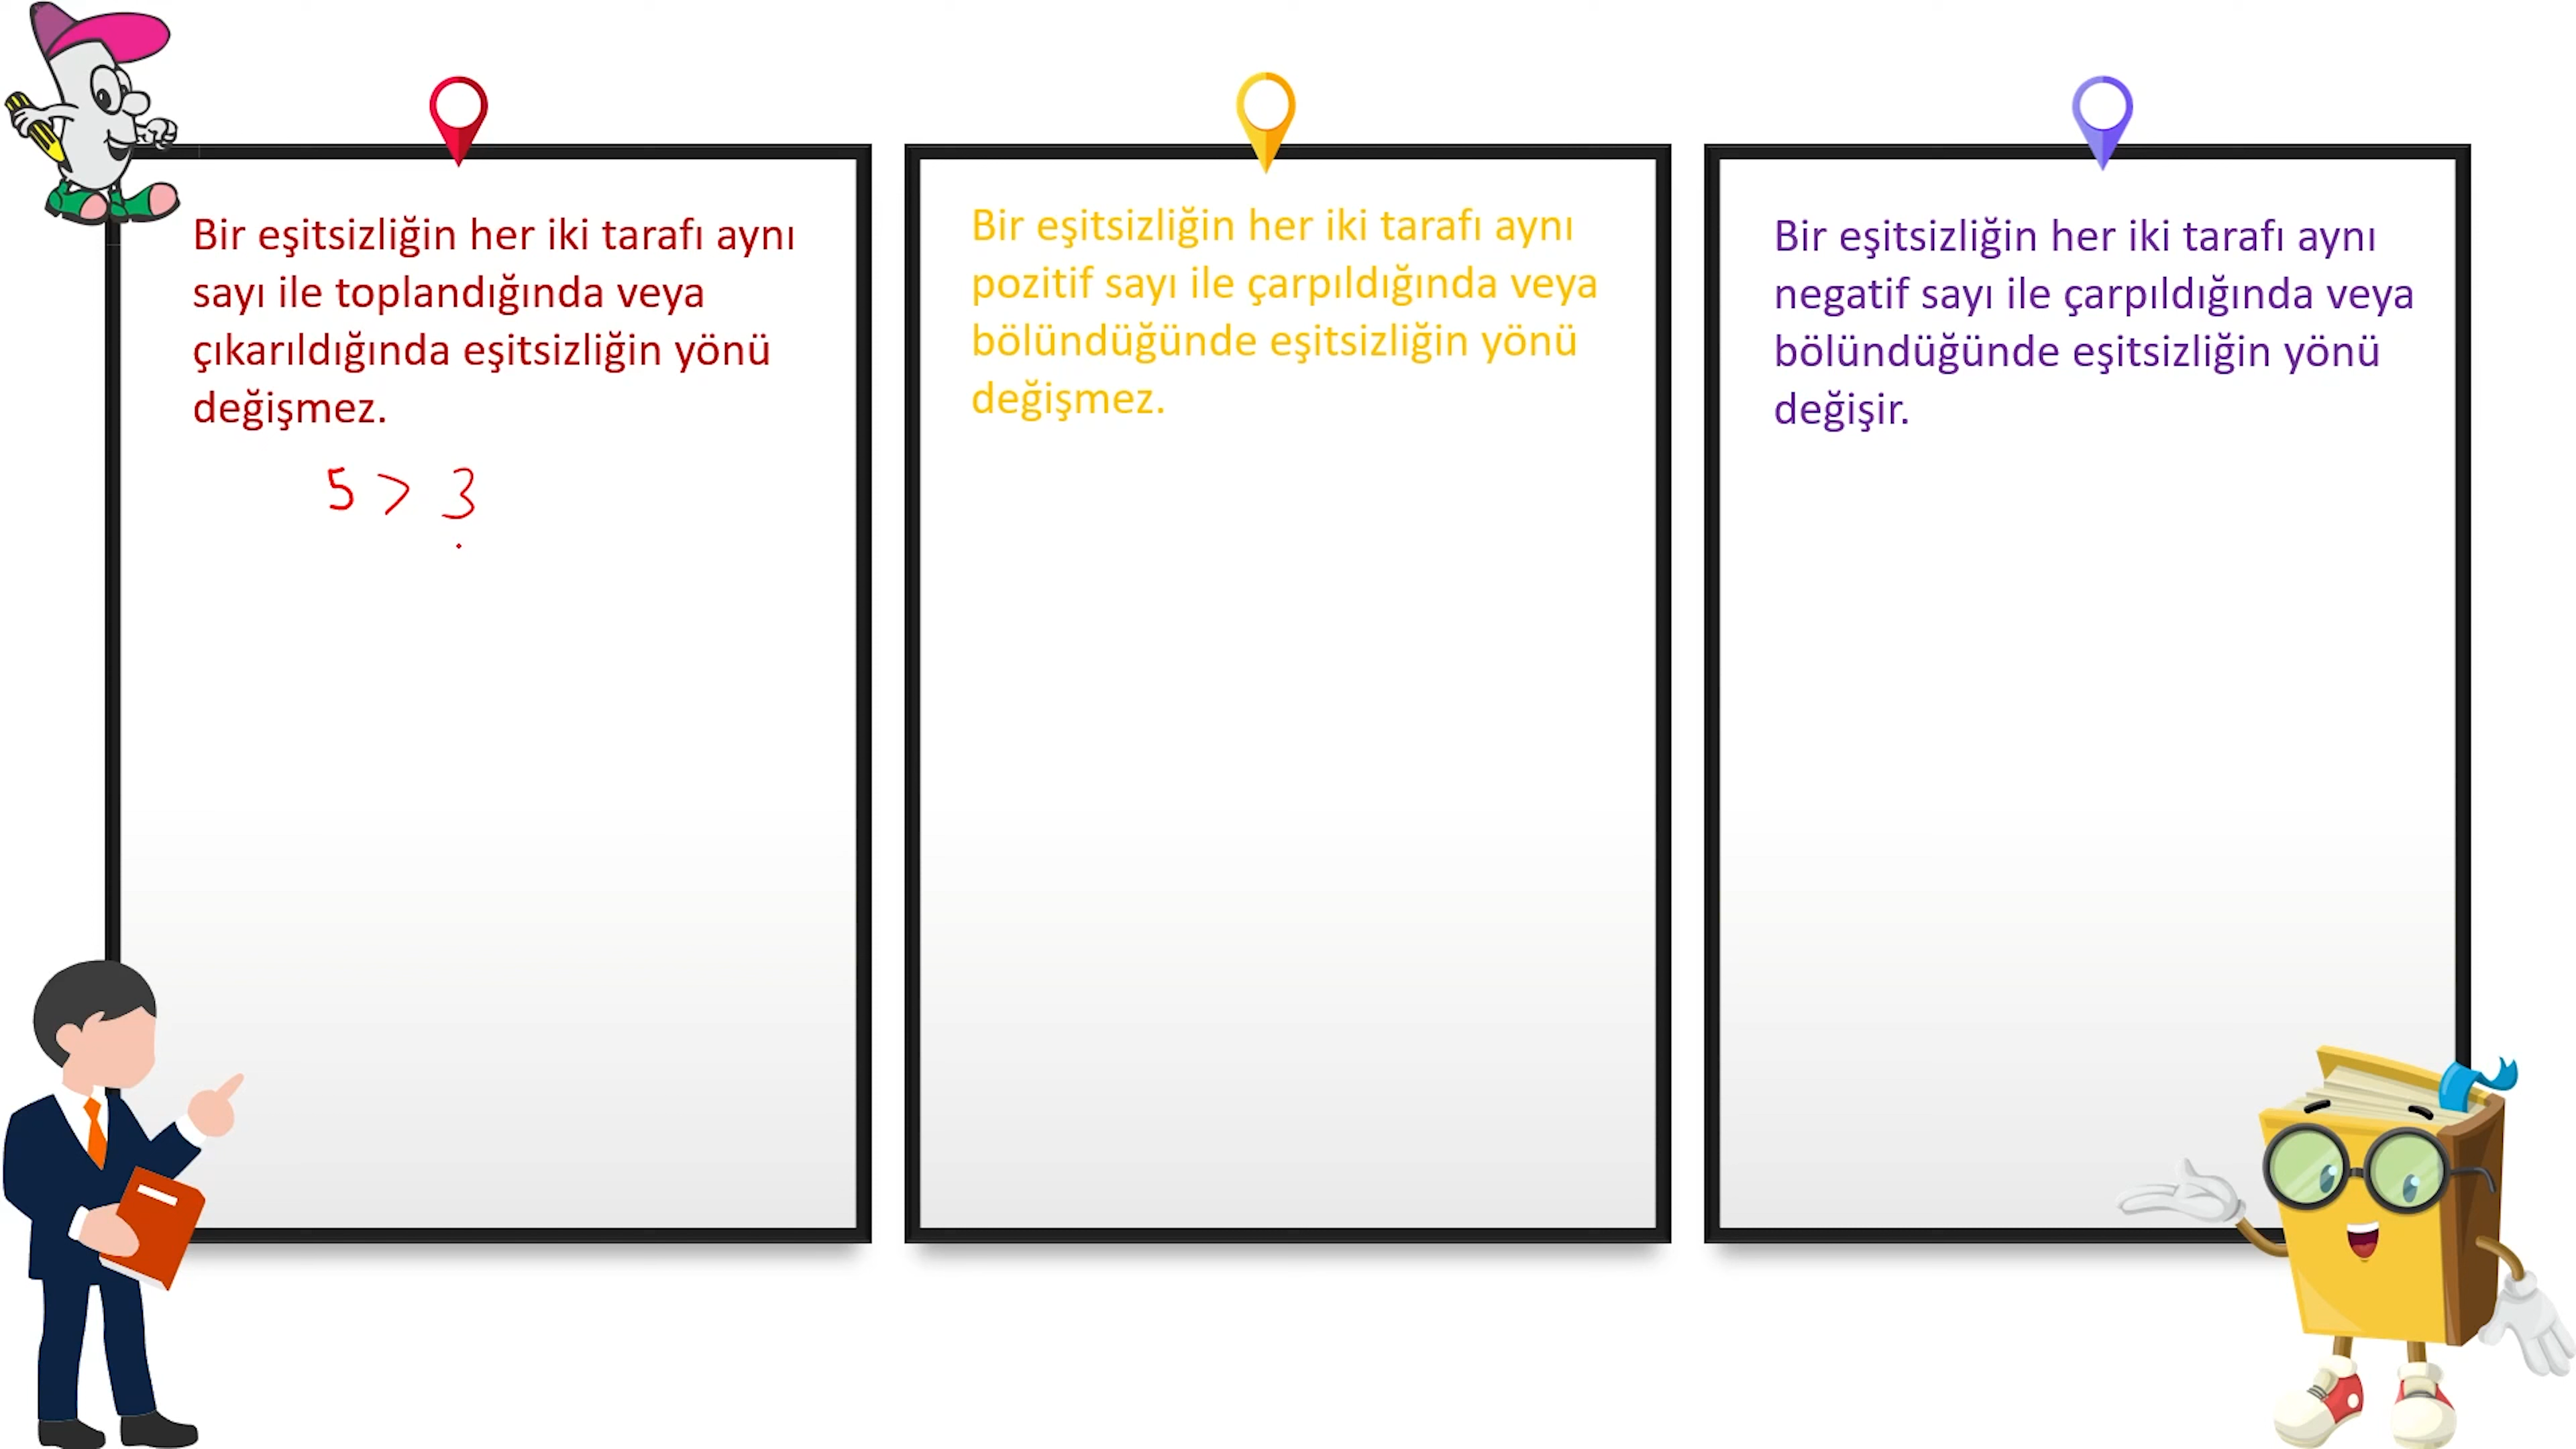 Bir eşitsizliğin her iki tarafı aynı
sayı ile toplandığında veya
çıkarıldığında eşitsizliğin yönü
değişmez.
5 > 3
Bir eşitsizliğin her iki tarafı aynı
pozitif sayı ile çarpıldığında veya
bölündüğünde eşitsizliğin yönü
değişmez.
Bir eşitsizliğin her iki tarafı aynı
negatif sayı ile çarpıldığında veya
bölündüğünde eşitsizliğin yönü
değişir.